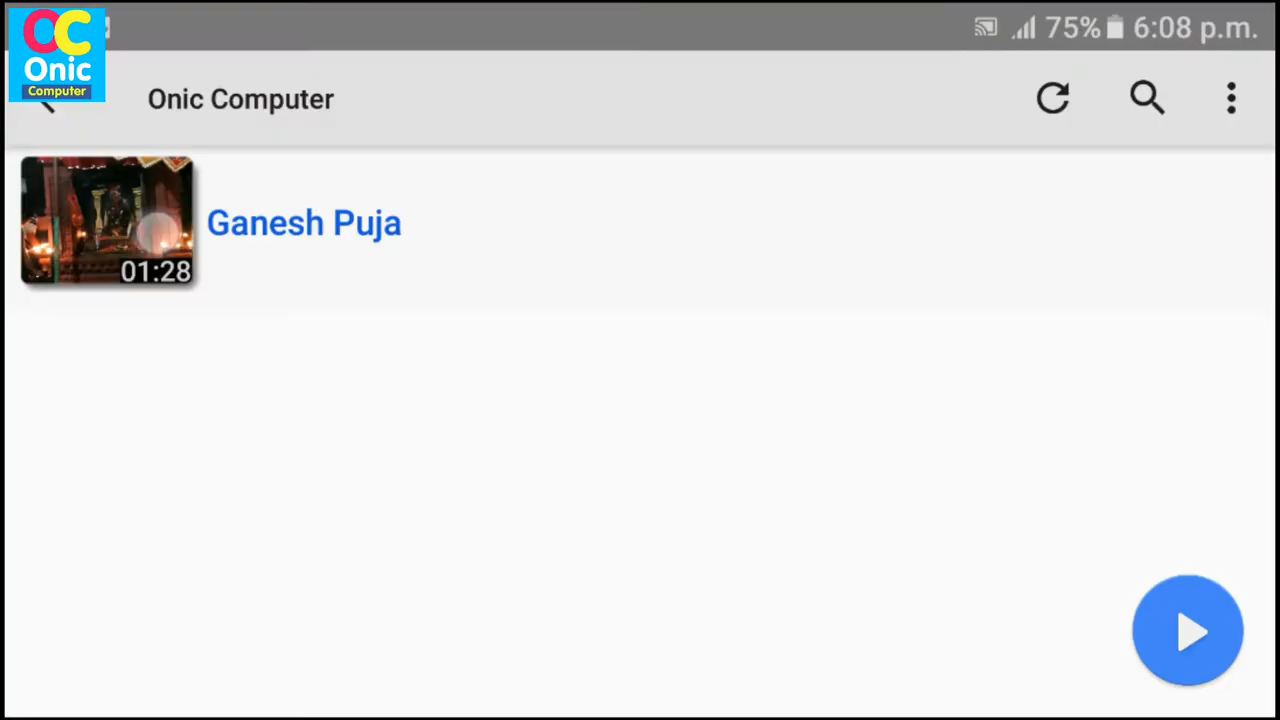 OC
Onic
Computer
75% 6:08 p.m.
Onic Computer
01:28
Ganesh Puja